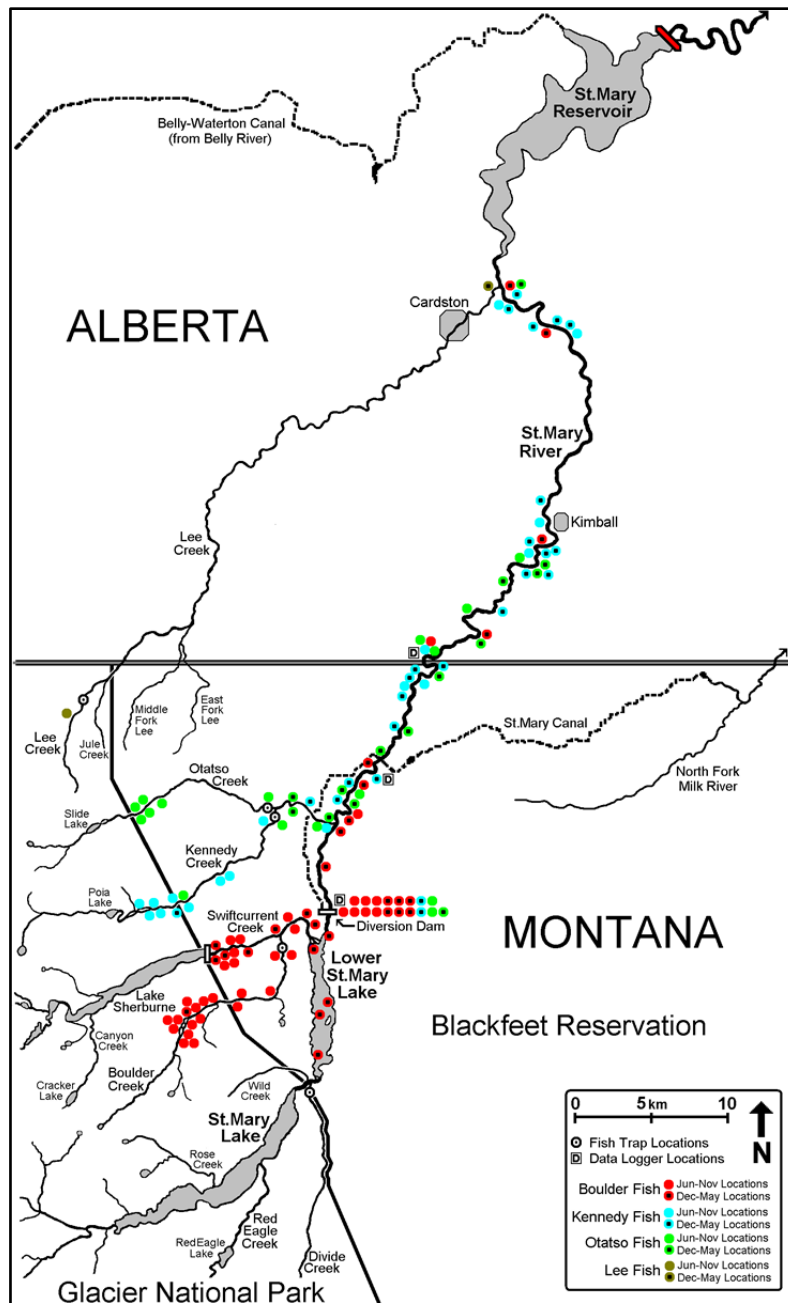 St.Mary
Reservoir
Belly-Waterton Canal
(from Belly River)
Cardston
ALBERTA
St.Mary
River
Kimball
Lee
Creek
D
Middle
Fork
Lee
East
Fork
Lee
Jule
Creek
Lee
Creek
St.Mary Canal
North Fork
Milk River
Otatso
Creek
D
Slide
Lake
Kennedy
Creek
Poia
Lake
D
Swiftcurrent
Creek
Diversion Dam
MONTANA
Lower
St.Mary
Lake
Lake
Sherburne
Blackfeet Reservation
Canyon
Creek
Cracker
Lake
Boulder
Creek
Wild
Creek
St.Mary
Lake
Rose
Creek
Red
Eagle
Creek
RedEagle
Lake
Divide
Creek
Glacier National Park
0 5 km 10
N
Fish Trap Locations
D Data Logger Locations
Boulder Fish Jun-Nov Locations
Dec-May Locations
Kennedy Fish Jun-Nov Locations
Dec-May Locations
Otatso Fish Jun-Nov Locations
Dec-May Locations
Lee Fish Jun-Nov Locations
Dec-May Locations